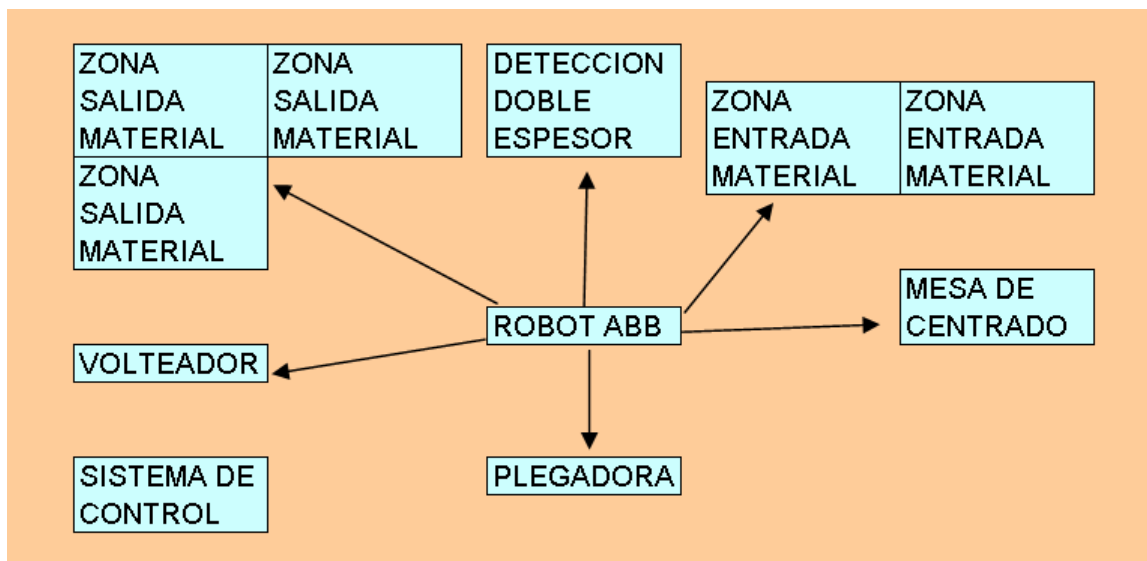 ZONA
SALIDA
MATERIAL
ZONA
SALIDA
MATERIAL
ZONA
SALIDA
MATERIAL
DETECCION
DOBLE
ESPESOR
ZONA
ENTRADA
MATERIAL
ZONA
ENTRADA
MATERIAL
MESA DE
CENTRADO
ROBOT ABB
VOLTEADOR
SISTEMA DE
CONTROL
PLEGADORA